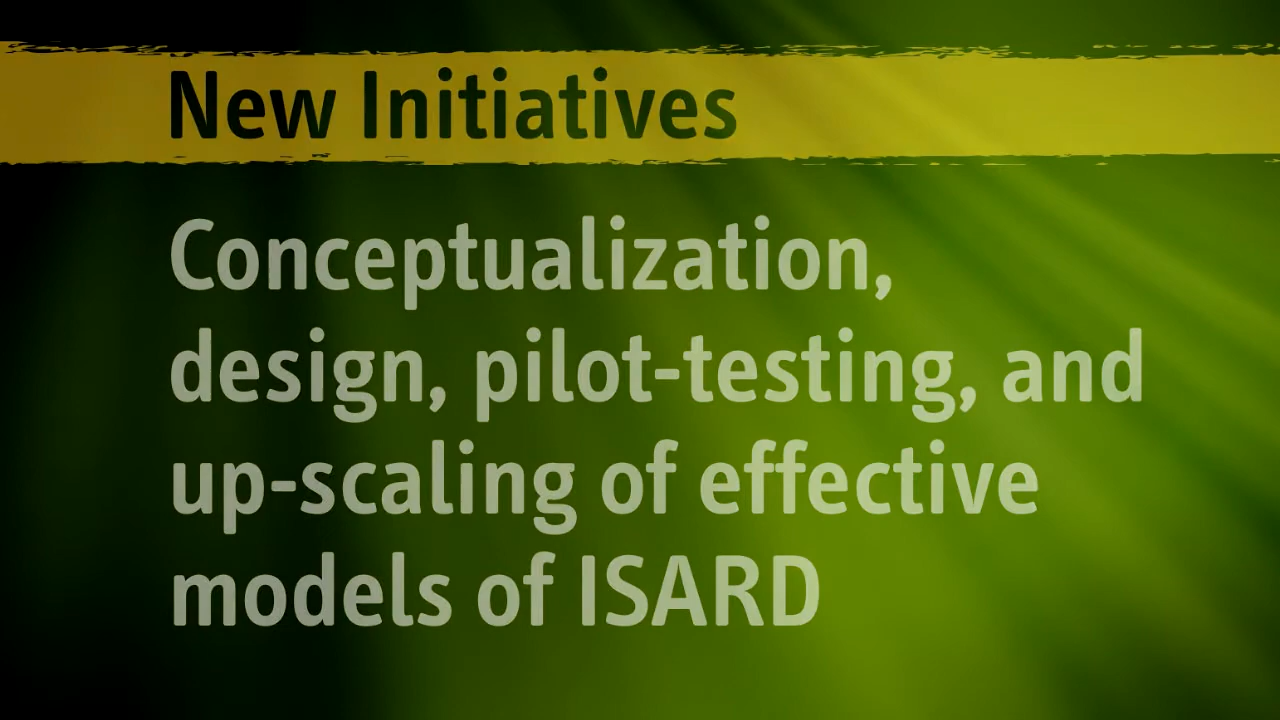 New Initiatives
Conceptualization,
design, pilot-testing, and
up-scaling of effective
models of ISARD